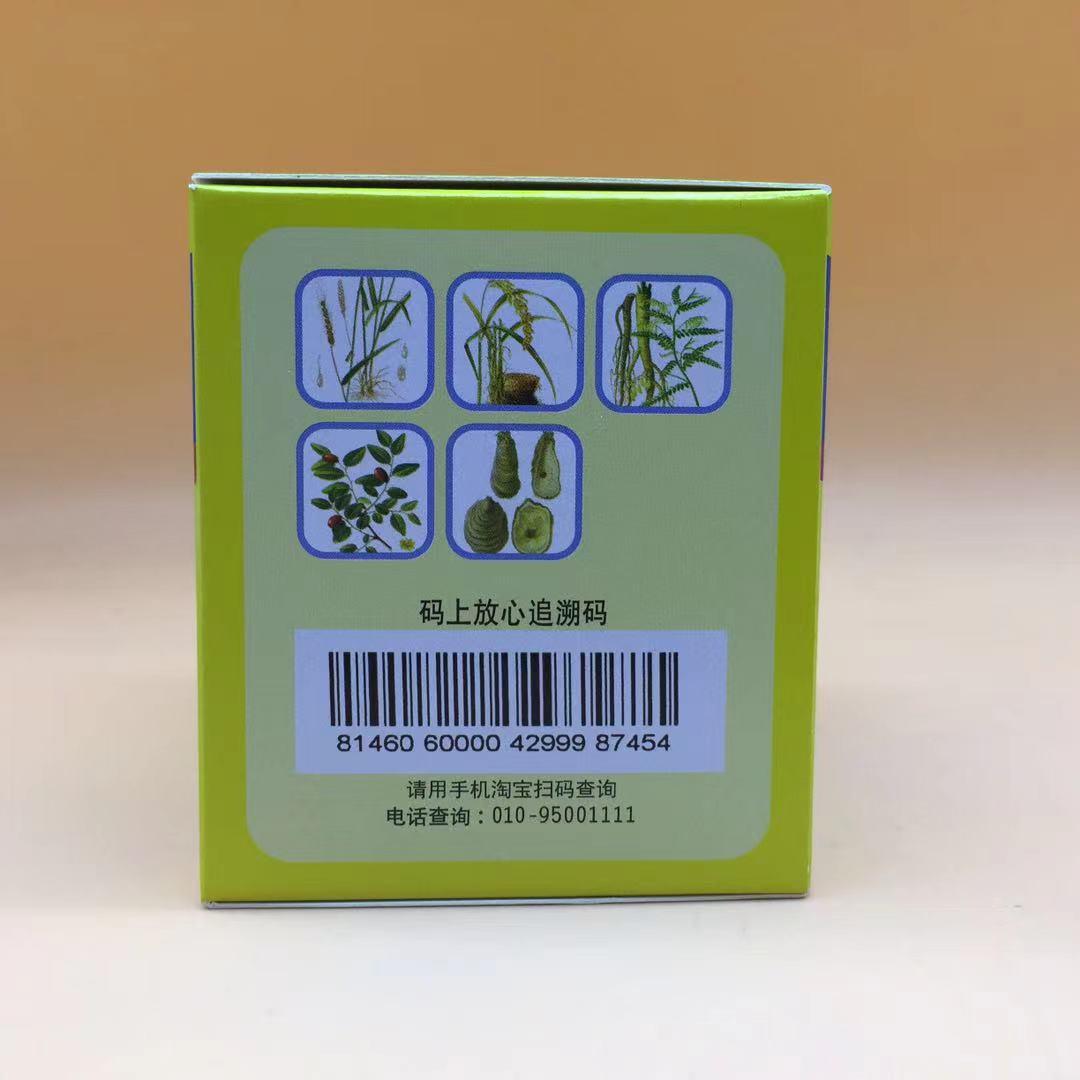 码上放心追溯码
81460 60000 42999 87454
请用手机淘宝扫码查询
电话查询：010-95001111